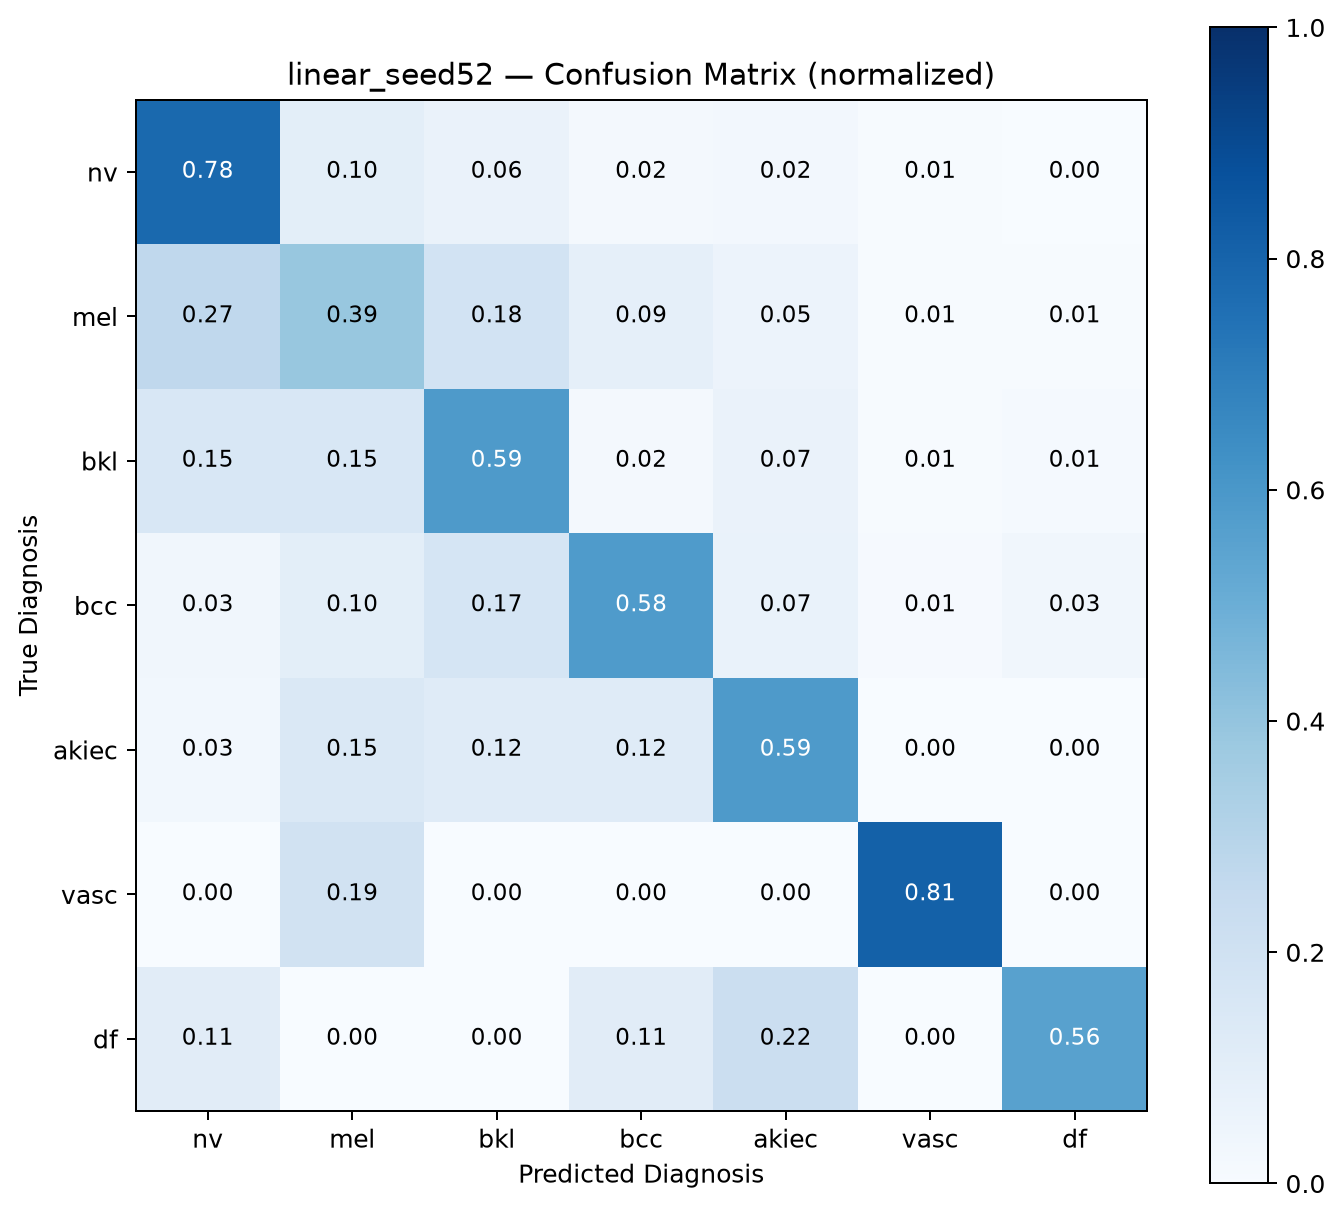 linear_seed52 — Confusion Matrix (normalized)
1.0
0.8
0.6
0.4
0.2
0.0
True Diagnosis
nv 0.78 0.10 0.06 0.02 0.02 0.01 0.00
mel 0.27 0.39 0.18 0.09 0.05 0.01 0.01
bkl 0.15 0.15 0.59 0.02 0.07 0.01 0.01
bcc 0.03 0.10 0.17 0.58 0.07 0.01 0.03
akiec 0.03 0.15 0.12 0.12 0.59 0.00 0.00
vasc 0.00 0.19 0.00 0.00 0.00 0.81 0.00
df 0.11 0.00 0.00 0.11 0.22 0.00 0.56
nv mel bkl bcc akiec vasc df
Predicted Diagnosis